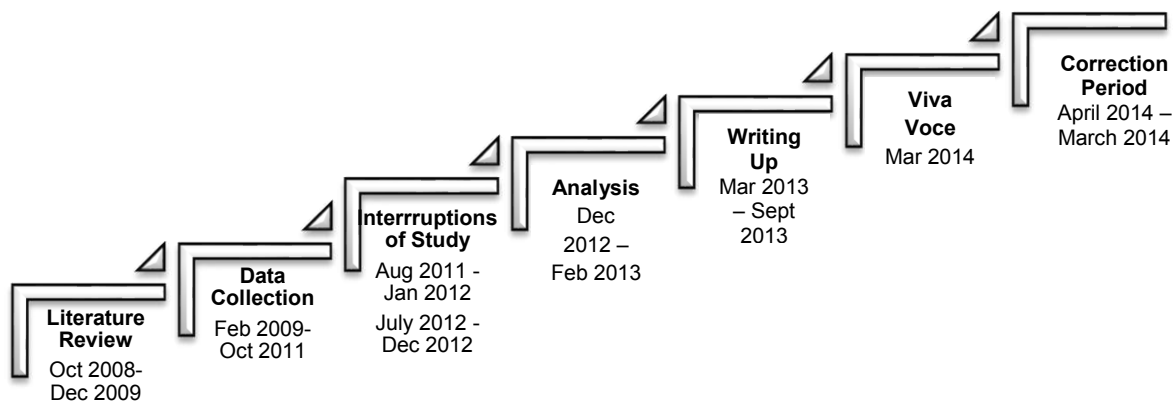 Literature
Review
Oct 2008-
Dec 2009
Data
Collection
Feb 2009-
Oct 2011
Interrruptions
of Study
Aug 2011 -
Jan 2012
July 2012 -
Dec 2012
Analysis
Dec
2012 –
Feb 2013
Writing
Up
Mar 2013
– Sept
2013
Viva
Voce
Mar 2014
Correction
Period
April 2014 –
March 2014